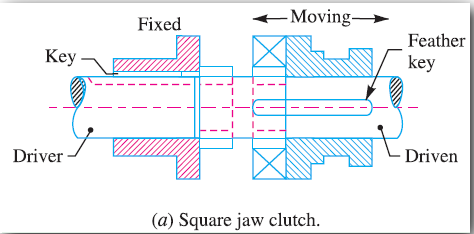 Fixed
Moving
Key
Feather
key
Driver
Driven
(a) Square jaw clutch.